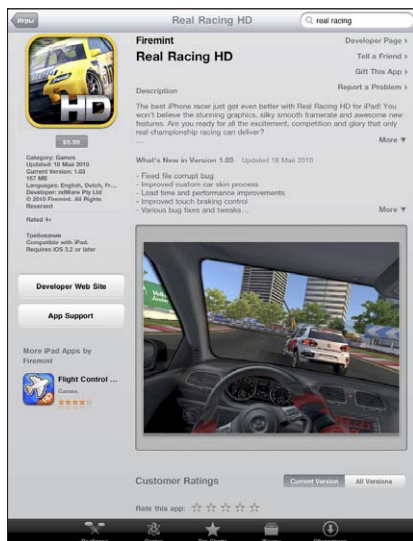 Игры
Real Racing HD
real racing
Firemint
Real Racing HD
Developer Page ›
Tell a Friend ›
Gift This App ›
Report a Problem ›
HD
$9.99
Category: Games
Updated: 18 Май 2010
Current Version: 1.03
157 MB
Languages: English, Dutch, Fr...
Developer: ndWare Pty Ltd
© 2010 Firemint. All Rights
Reserved
Rated 4+
Требования
Compatible with iPad.
Requires iOS 3.2 or later
Description
The best iPhone racer just got even better with Real Racing HD for iPad! You
won't believe the stunning graphics, silky smooth framerate and awesome new
features. Are you ready for all the excitement, competition and glory that only
real championship racing can deliver?
...
More ▼
What's New in Version 1.03 Updated 18 Май 2010
- Fixed file corrupt bug
- Improved custom car skin process
- Load time and performance improvements
- Improved touch braking control
- Various bug fixes and tweaks...
More ▼
Developer Web Site
App Support
More iPad Apps by
Firemint
Flight Control ...
Games
HD
Customer Ratings
Current Version
All Versions
Rate this app: